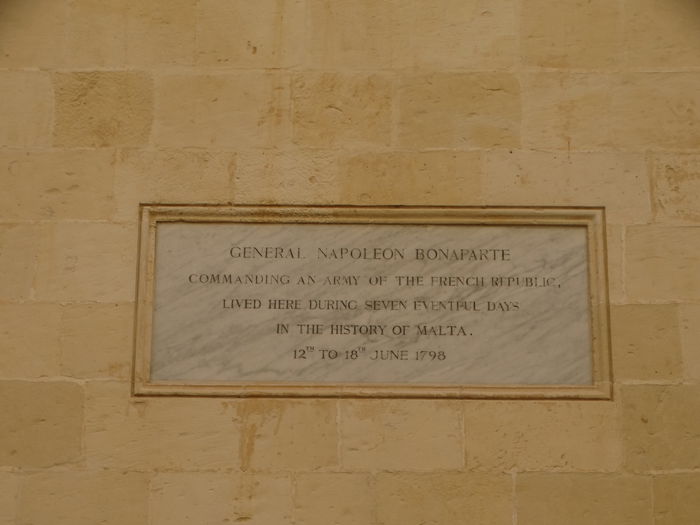 GENERAL NAPOLEON BONAPARTE
COMMANDING AN ARMY OF THE FRENCH REPUBLIC,
LIVED HERE DURING SEVEN EVENTFUL DAYS
IN THE HISTORY OF MALTA.
12TH TO 18TH JUNE 1798